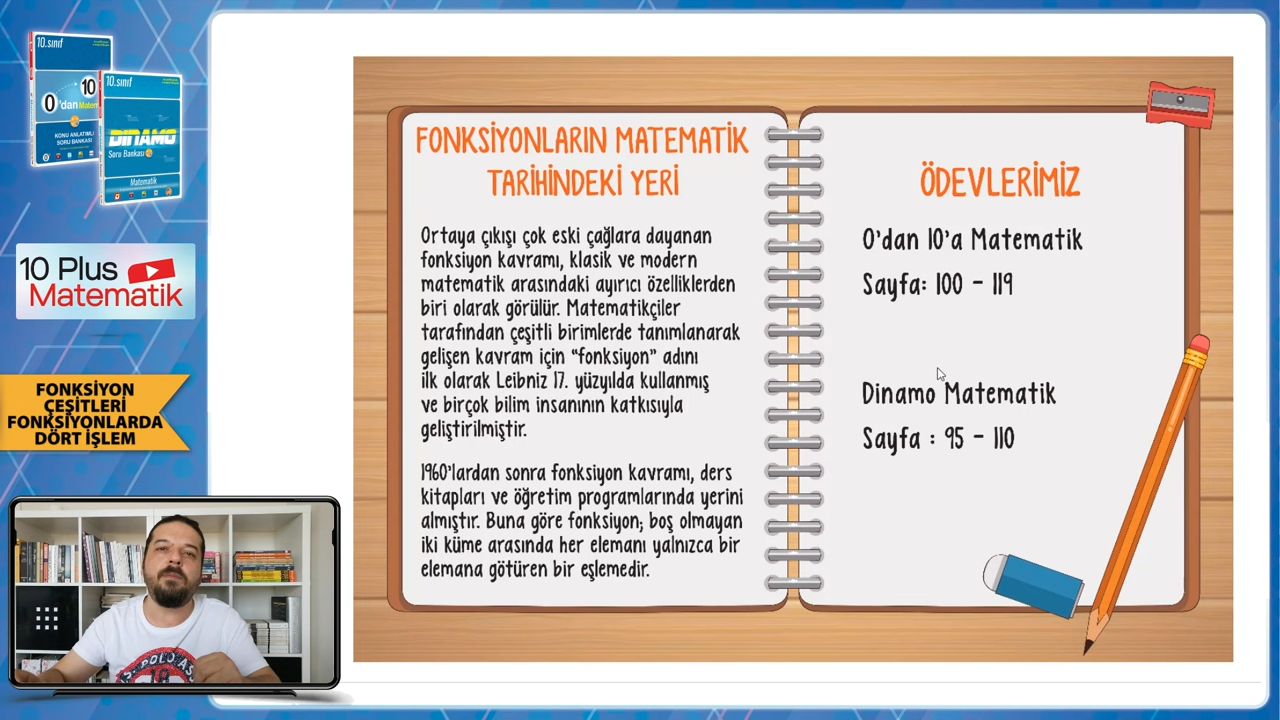 10.sınıf
0'dan 10
KONU ANLATIMLI
SORU BANKASI
10.sınıf
DİNAMO
Soru Bankası
Matematik
10 Plus
Matematik
FONKSİYON
ÇEŞİTLERİ
FONKSİYONLARDA
DÖRT İŞLEM
FONKSİYONLARIN MATEMATİK
TARİHİNDEKİ YERİ
Ortaya çıkışı çok eski çağlara dayanan
fonksiyon kavramı, klasik ve modern
matematik arasındaki ayırıcı özelliklerden
biri olarak görülür. Matematikçiler
tarafından çeşitli birimlerde tanımlanarak
gelişen kavram için "fonksiyon" adını
ilk olarak Leibniz 17. yüzyılda kullanmış
ve birçok bilim insanının katkısıyla
geliştirilmiştir.
1960'lardan sonra fonksiyon kavramı, ders
kitapları ve öğretim programlarında yerini
almıştır. Buna göre fonksiyon; boş olmayan
iki küme arasında her elemanı yalnızca bir
elemana götüren bir eşlemedir.
ÖDEVLERİMİZ
0'dan 10'a Matematik
Sayfa: 100 - 119
Dinamo Matematik
Sayfa : 95 - 110